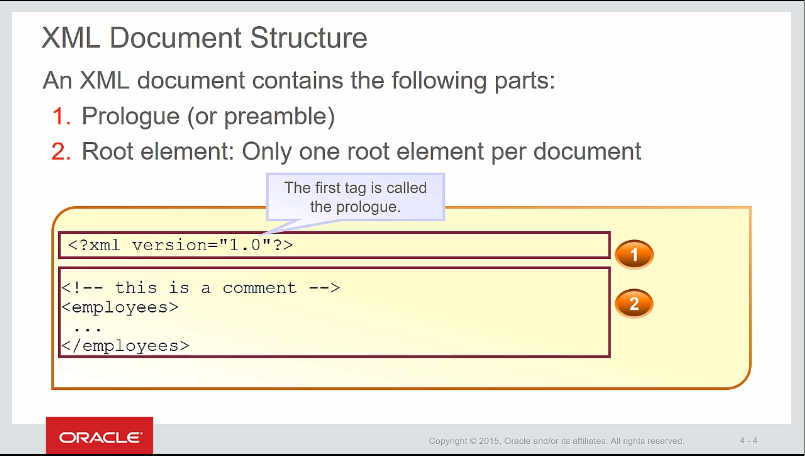 XML Document Structure
An XML document contains the following parts:
1. Prologue (or preamble)
2. Root element: Only one root element per document
The first tag is called
the prologue.
<?xml version="1.0"?>
1
<!-- this is a comment -->
<employees>
...
</employees>
2
ORACLE
Copyright © 2015, Oracle and/or its affiliates. All rights reserved.
4 - 4